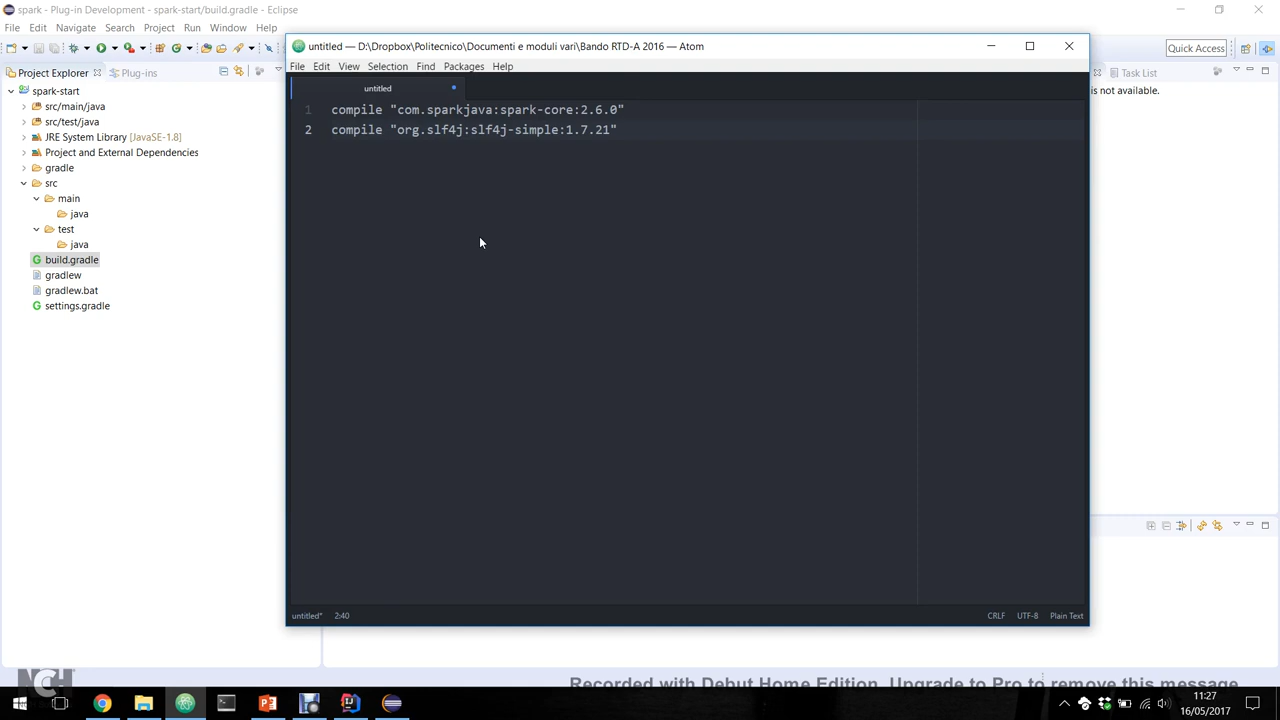 spark - Plug-in Development - spark-start/build.gradle - Eclipse
File Edit Navigate Search Project Run Window Help
Quick Access
untitled — D:\Dropbox\Politecnico\Documenti e moduli vari\Bando RTD-A 2016 — Atom
File Edit View Selection Find Packages Help
Project Explorer
Plug-ins
Task List
untitled
is not available.
spark-start
src/main/java
src/test/java
JRE System Library [JavaSE-1.8]
Project and External Dependencies
gradle
src
main
java
test
java
build.gradle
gradlew
gradlew.bat
settings.gradle
1 compile "com.sparkjava:spark-core:2.6.0"
2 compile "org.slf4j:slf4j-simple:1.7.21"
untitled* 2:40
CRLF UTF-8 Plain Text
NCH
Recorded with Debut Home Edition. Upgrade to Pro to remove this message
11:27
16/05/2017